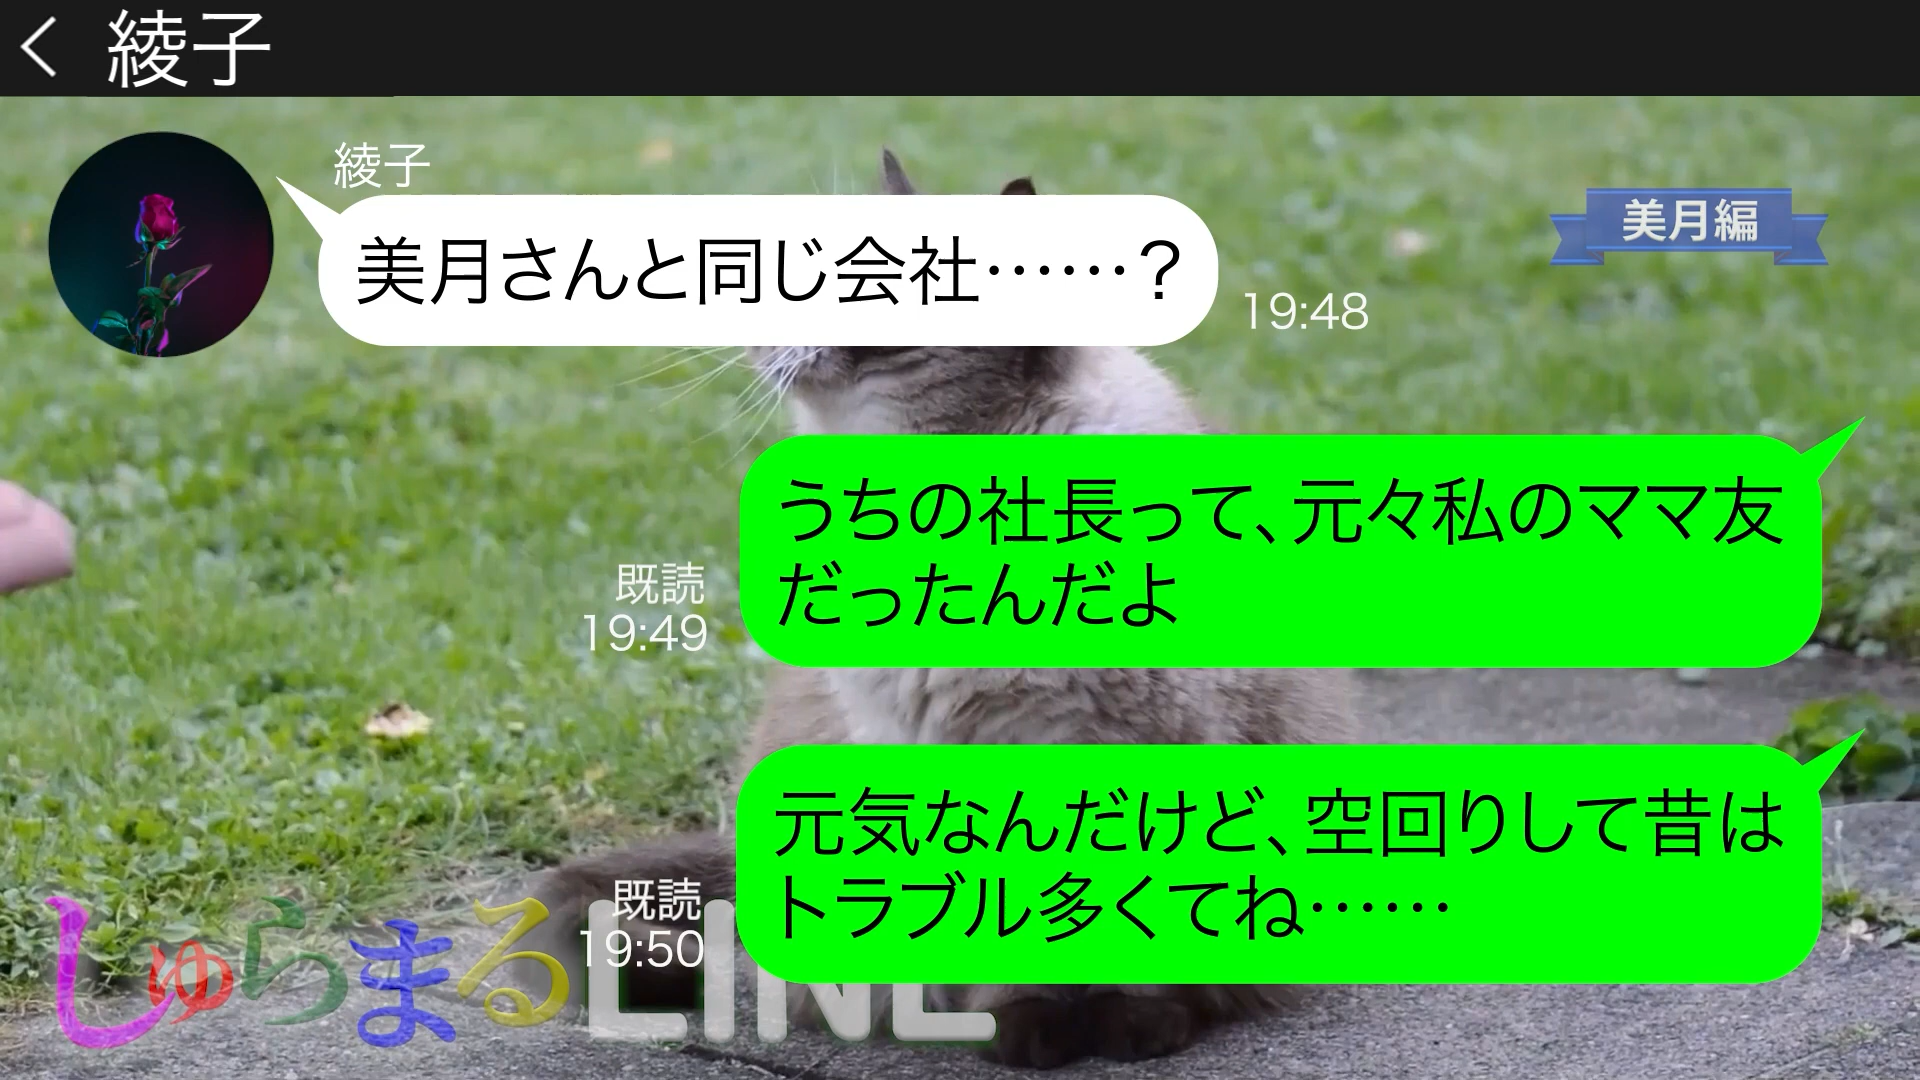 綾子
綾子
美月さんと同じ会社……？
19:48
美月編
うちの社長って、元々私のママ友
だったんだよ
既読
19:49
元気なんだけど、空回りして昔は
トラブル多くてね……
既読
19:50
しゅらまるLINE